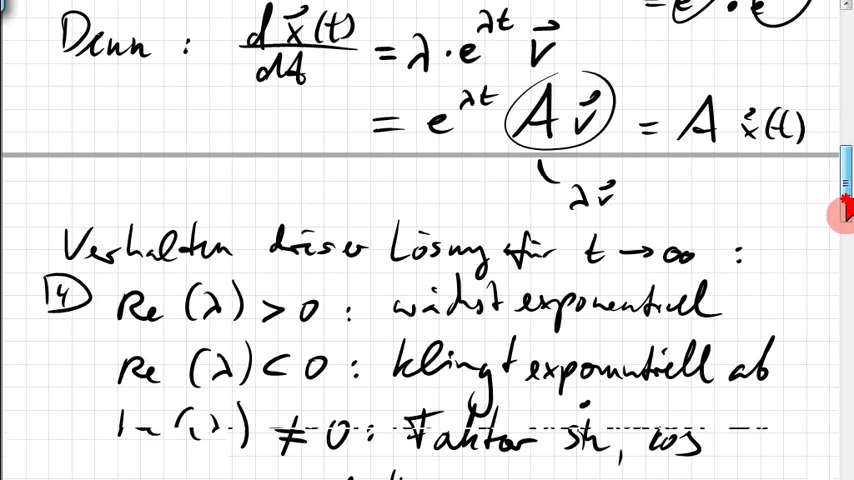 = e · e
Denn : dx⃗(t)/dt = λ · e^{λt} v⃗
= e^{λt} A v⃗ = A x⃗(t)
λ v⃗
Verhalten dieser Lösung für t → ∞ :
14 Re (λ) > 0 : wächst exponentiell
Re (λ) < 0 : klingt exponentiell ab
Im (λ) ≠ 0 : Faktor sin, cos